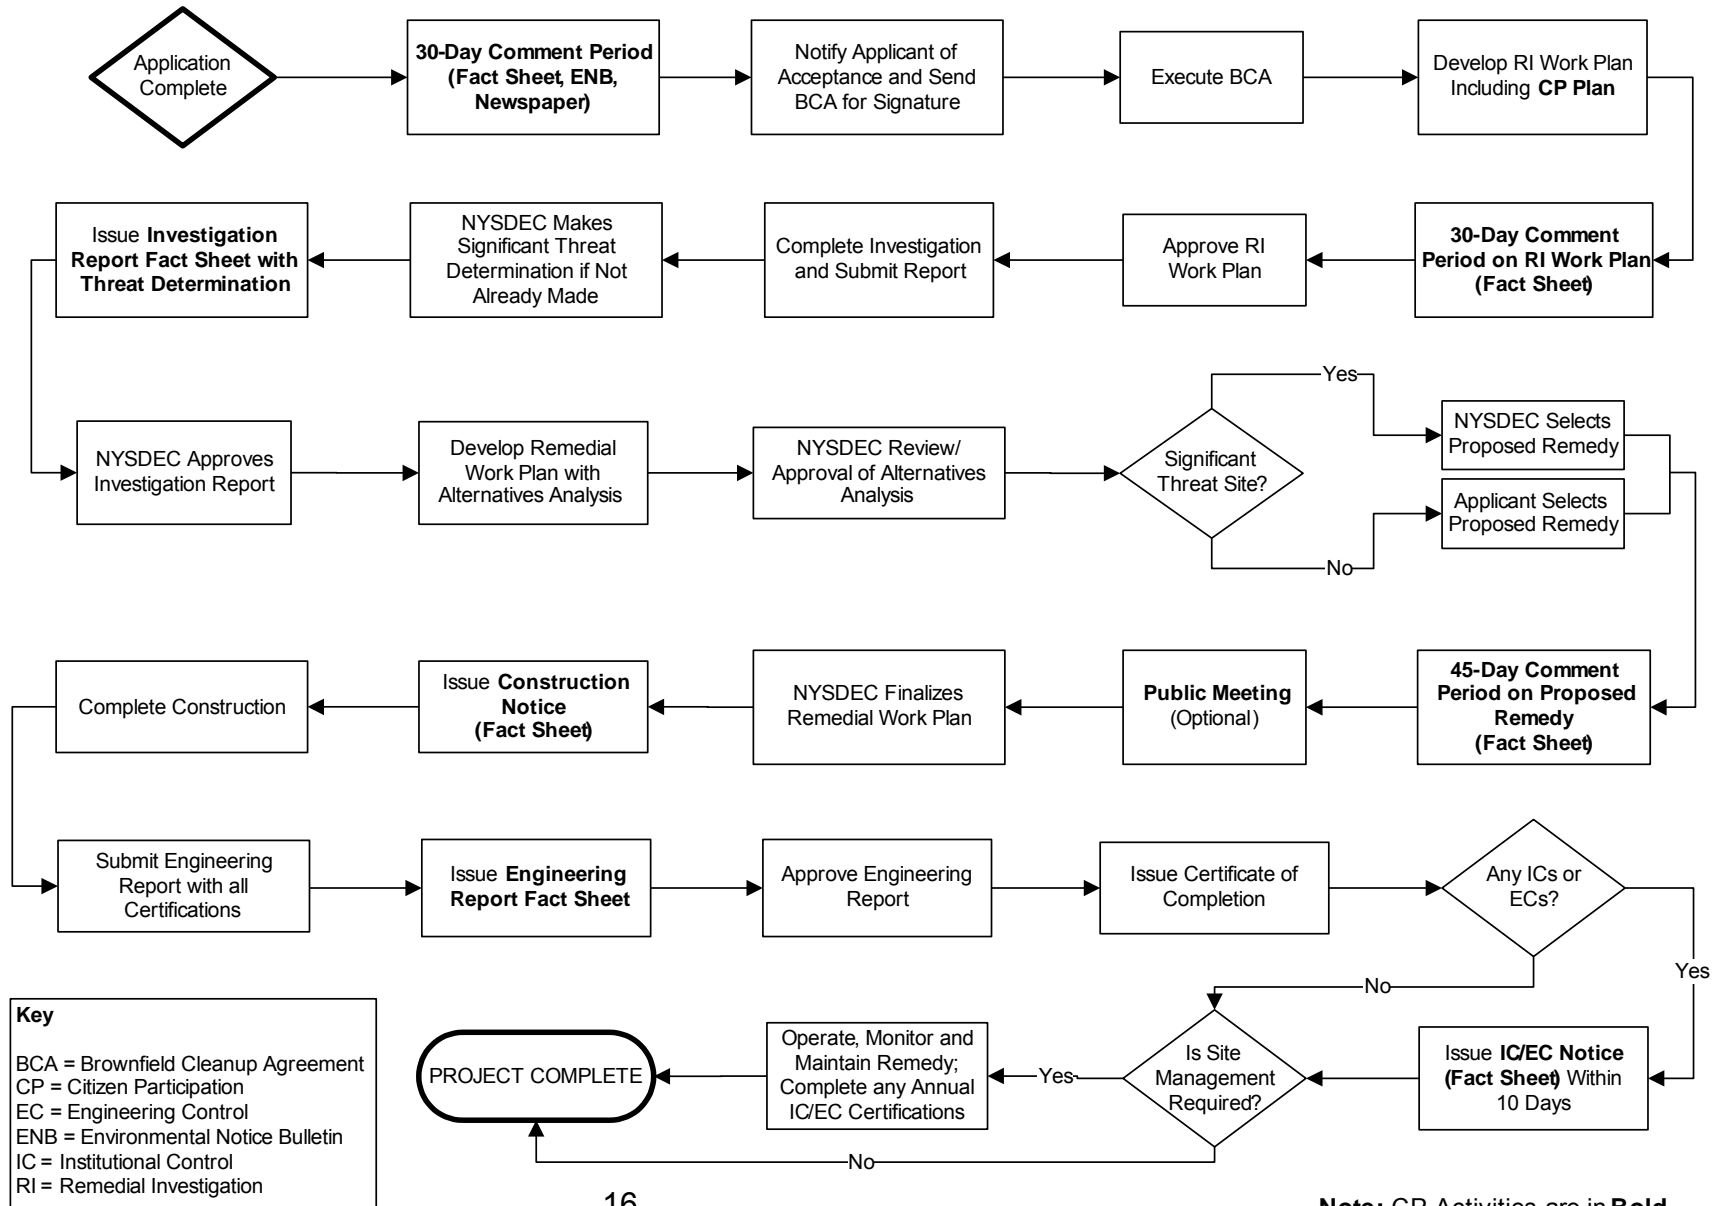 Application
Complete
30-Day Comment Period
(Fact Sheet, ENB,
Newspaper)
Notify Applicant of
Acceptance and Send
BCA for Signature
Execute BCA
Develop RI Work Plan
Including CP Plan
Issue Investigation
Report Fact Sheet with
Threat Determination
NYSDEC Makes
Significant Threat
Determination if Not
Already Made
Complete Investigation
and Submit Report
Approve RI
Work Plan
30-Day Comment
Period on RI Work Plan
(Fact Sheet)
NYSDEC Approves
Investigation Report
Develop Remedial
Work Plan with
Alternatives Analysis
NYSDEC Review/
Approval of Alternatives
Analysis
Significant
Threat Site?
Yes
No
NYSDEC Selects
Proposed Remedy
Applicant Selects
Proposed Remedy
Complete Construction
Issue Construction
Notice
(Fact Sheet)
NYSDEC Finalizes
Remedial Work Plan
Public Meeting
(Optional)
45-Day Comment
Period on Proposed
Remedy
(Fact Sheet)
Submit Engineering
Report with all
Certifications
Issue Engineering
Report Fact Sheet
Approve Engineering
Report
Issue Certificate of
Completion
Any ICs or
ECs?
Yes
No
Key
BCA = Brownfield Cleanup Agreement
CP = Citizen Participation
EC = Engineering Control
ENB = Environmental Notice Bulletin
IC = Institutional Control
RI = Remedial Investigation
PROJECT COMPLETE
Operate, Monitor and
Maintain Remedy;
Complete any Annual
IC/EC Certifications
Yes
Is Site
Management
Required?
Issue IC/EC Notice
(Fact Sheet) Within
10 Days
No
16
Note: CP Activities are in Bold